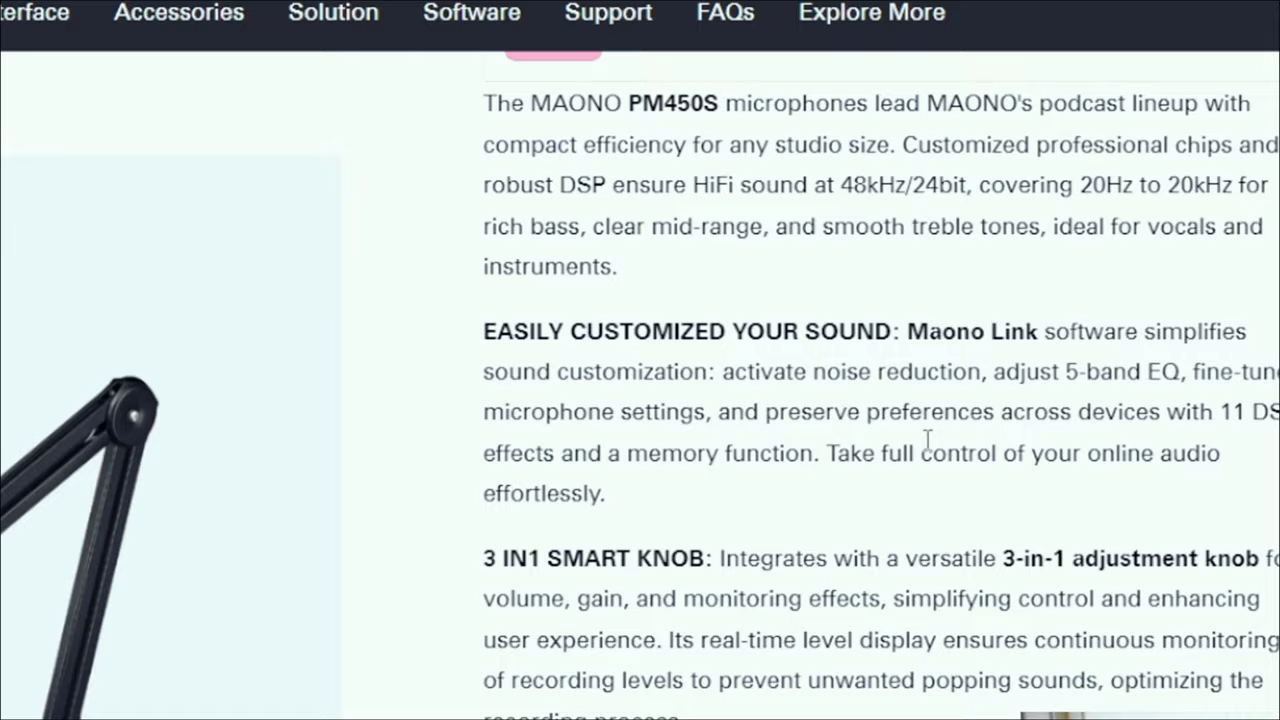 Accessories Solution Software Support FAQs Explore More
The MAONO PM450S microphones lead MAONO's podcast lineup with
compact efficiency for any studio size. Customized professional chips and
robust DSP ensure HiFi sound at 48kHz/24bit, covering 20Hz to 20kHz for
rich bass, clear mid-range, and smooth treble tones, ideal for vocals and
instruments.
EASILY CUSTOMIZED YOUR SOUND: Maono Link software simplifies
sound customization: activate noise reduction, adjust 5-band EQ,
microphone settings, and preserve preferences across devices with 11
effects and a memory function. Take full control of your online audio
effortlessly.
3 IN1 SMART KNOB: Integrates with a versatile 3-in-1 adjustment knob
volume, gain, and monitoring effects, simplifying control and enhancing
user experience. Its real-time level display ensures continuous monitoring
of recording levels to prevent unwanted popping sounds, optimizing the